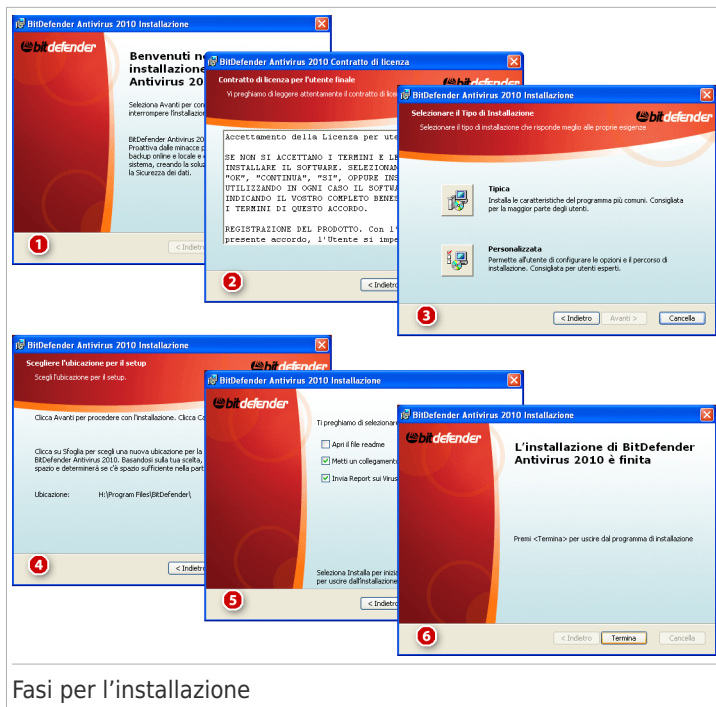 BitDefender Antivirus 2010 Installazione
bitdefender
Benvenuti
installazione
Antivirus
Seleziona Avanti per
interrompere l'installazio
BitDefender Antivirus 20
Proattiva dalle minacce
backup online e locale e
sistema, creando la
la Sicurezza dei dati.
1
< Indietr
BitDefender Antivirus 2010 Contratto di licenza
Contratto di licenza per l'utente finale
bitdefender
Vi preghiamo di leggere attentamente il contratto di
Accettamento della Licenza per ute
SE NON SI ACCETTANO I TERMINI E LE
INSTALLARE IL SOFTWARE. SELEZIONAN
"OK", "CONTINUA", "SI", OPPURE INS
UTILIZZANDO IN OGNI CASO IL SOFTWA
INDICANDO IL VOSTRO COMPLETO BENES
I TERMINI DI QUESTO ACCORDO.
REGISTRAZIONE DEL PRODOTTO. Con l'
presente accordo, l'Utente si impe
2
< Indietro
BitDefender Antivirus 2010 Installazione
Selezionare il Tipo di Installazione
bitdefender
Selezionare il tipo di installazione che risponde meglio alle proprie esigenze
Tipica
Installa le caratteristiche del programma più comuni. Consigliata
per la maggior parte degli utenti.
Personalizzata
Permette all'utente di configurare le opzioni e il percorso di
installazione. Consigliata per utenti esperti.
3
< Indietro
Avanti >
Cancella
BitDefender Antivirus 2010 Installazione
Scegliere l'ubicazione per il setup
bitdefender
Scegli l'ubicazione per il setup.
Clicca Avanti per procedere con l'installazione. Clicca Ca
Clicca su Sfoglia per scegli una nuova ubicazione per la
BitDefender Antivirus 2010. Basandosi sulla tua scelta,
spazio e determinerà se c'è spazio sufficiente nella part
Ubicazione:
H:\Program Files\BitDefender\
4
< Indietr
BitDefender Antivirus 2010 Installazione
bitdefender
Ti preghiamo di selezionare
Apri il file readme
Metti un collegamento
Invia Report sui Virus
Seleziona Installa per inizia
per uscire dall'installazione
5
< Indietro
BitDefender Antivirus 2010 Installazione
bitdefender
L'installazione di BitDefender
Antivirus 2010 è finita
Premi <Termina> per uscire dal programma di installazione
6
< Indietro
Termina
Cancella
Fasi per l'installazione